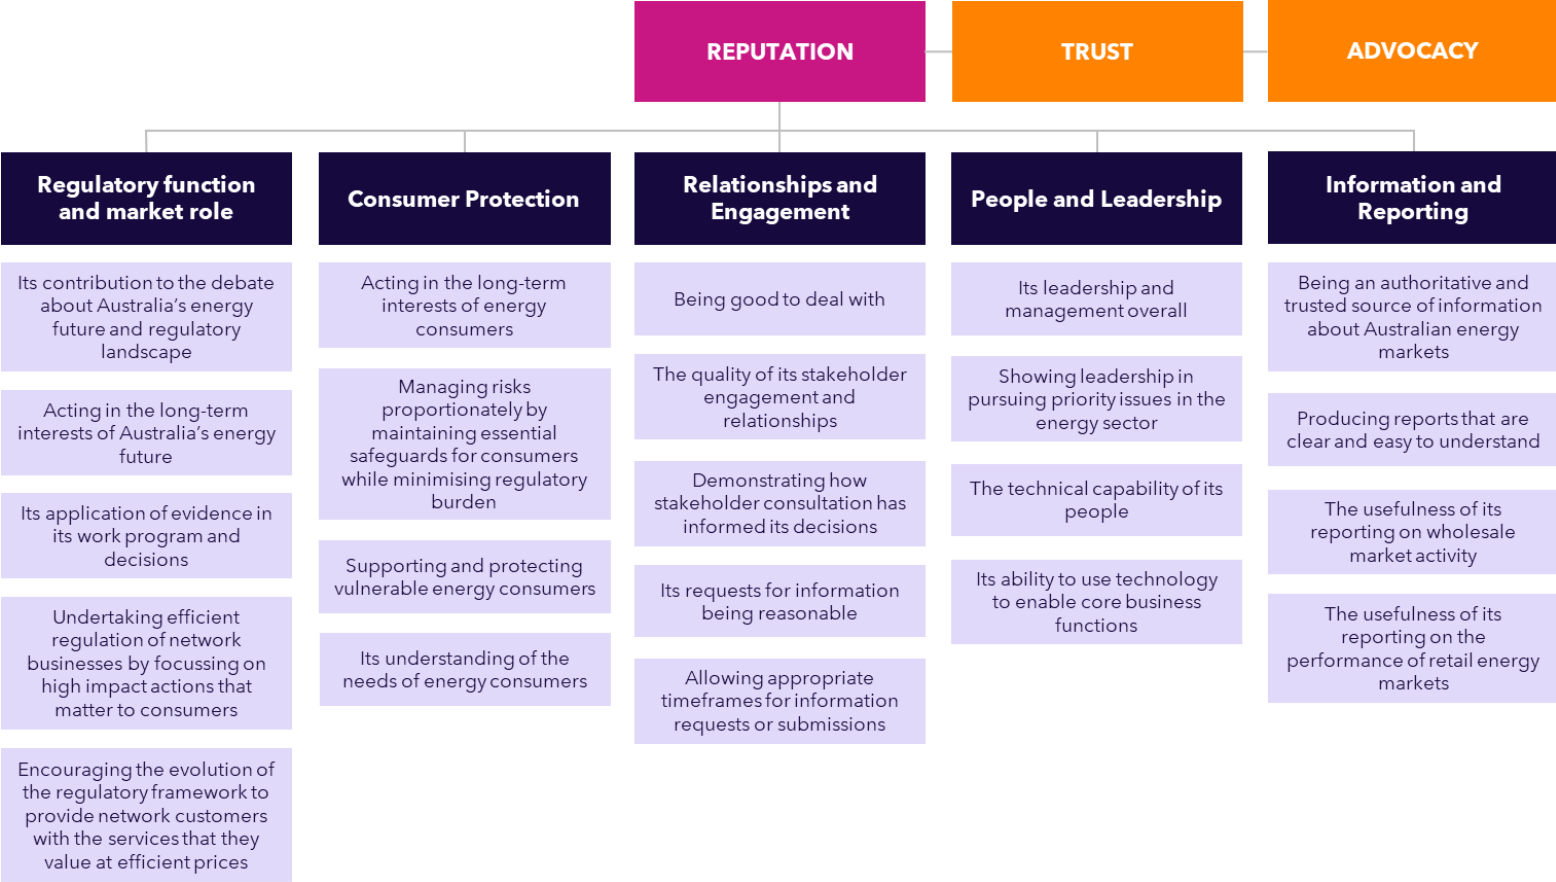 REPUTATION
TRUST
ADVOCACY
Regulatory function
and market role
Its contribution to the debate
about Australia’s energy
future and regulatory
landscape
Acting in the long-term
interests of Australia’s energy
future
Its application of evidence in
its work program and
decisions
Undertaking efficient
regulation of network
businesses by focussing on
high impact actions that
matter to consumers
Encouraging the evolution of
the regulatory framework to
provide network customers
with the services that they
value at efficient prices
Consumer Protection
Acting in the long-term
interests of energy
consumers
Managing risks
proportionately by
maintaining essential
safeguards for consumers
while minimising regulatory
burden
Supporting and protecting
vulnerable energy consumers
Its understanding of the
needs of energy consumers
Relationships and
Engagement
Being good to deal with
The quality of its stakeholder
engagement and
relationships
Demonstrating how
stakeholder consultation has
informed its decisions
Its requests for information
being reasonable
Allowing appropriate
timeframes for information
requests or submissions
People and Leadership
Its leadership and
management overall
Showing leadership in
pursuing priority issues in the
energy sector
The technical capability of its
people
Its ability to use technology
to enable core business
functions
Information and
Reporting
Being an authoritative and
trusted source of information
about Australian energy
markets
Producing reports that are
clear and easy to understand
The usefulness of its
reporting on wholesale
market activity
The usefulness of its
reporting on the
performance of retail energy
markets